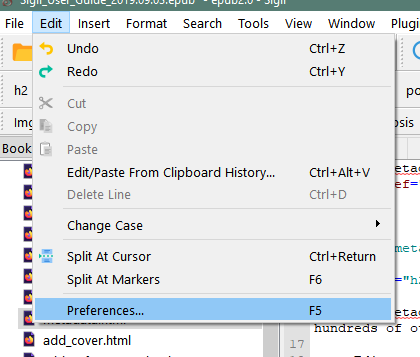 Sigil_User_Guide_2019.09.03.epub - epub2.0 - Sigil
File Edit Insert Format Search Tools View Window Plugi
Undo Ctrl+Z
Redo Ctrl+Y
h2
Cut
Copy
Paste
Edit/Paste From Clipboard History... Ctrl+Alt+V
Delete Line Ctrl+D
Change Case
Split At Cursor Ctrl+Return
Split At Markers F6
Preferences... F5
hundreds of o
17
add_cover.html